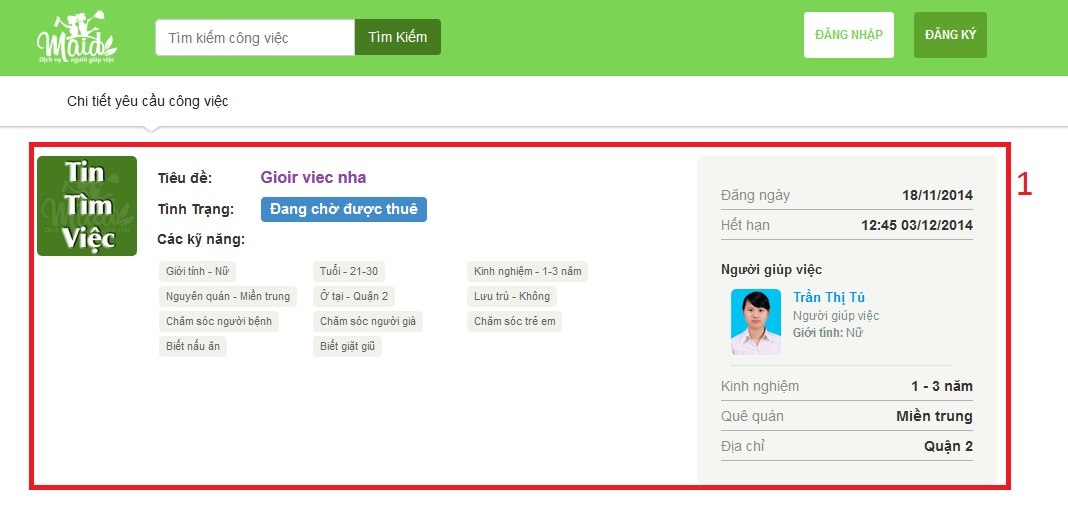 Maid
Dịch vụ người giúp việc
Tìm kiếm công việc
Tìm Kiếm
ĐĂNG NHẬP
ĐĂNG KÝ
Chi tiết yêu cầu công việc
Tin
Tìm
Việc
Tiêu đề: Gioir viec nha
Tình Trạng: Đang chờ được thuê
Các kỹ năng:
Giới tính - Nữ Tuổi - 21-30 Kinh nghiệm - 1-3 năm
Nguyên quán - Miền trung Ở tại - Quận 2 Lưu trú - Không
Chăm sóc người bệnh Chăm sóc người già Chăm sóc trẻ em
Biết nấu ăn Biết giặt giũ
Đăng ngày 18/11/2014
Hết hạn 12:45 03/12/2014
Người giúp việc
Trần Thị Tú
Người giúp việc
Giới tính: Nữ
Kinh nghiệm 1 - 3 năm
Quê quán Miền trung
Địa chỉ Quận 2
1